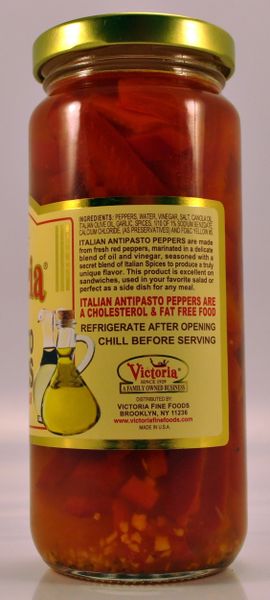 INGREDIENTS: PEPPERS, WATER, VINEGAR, SALT, CANOLA OIL,
ITALIAN OLIVE OIL, GARLIC, SPICES, 1/10 OF 1% SODIUM BENZOATE,
CALCIUM CHLORIDE, (AS PRESERVATIVES) AND FD&C YELLOW #5.
ITALIAN ANTIPASTO PEPPERS are made
from fresh red peppers, marinated in a delicate
blend of oil and vinegar, seasoned with a
secret blend of Italian Spices to produce a truly
unique flavor. This product is excellent on
sandwiches, used in your favorite salad or
perfect as a side dish for any meal.
ITALIAN ANTIPASTO PEPPERS ARE
A CHOLESTEROL & FAT FREE FOOD
REFRIGERATE AFTER OPENING
CHILL BEFORE SERVING
Victoria®
SINCE 1929
A FAMILY OWNED BUSINESS
DISTRIBUTED BY:
VICTORIA FINE FOODS
BROOKLYN, NY 11236
www.victoriafinefoods.com
MADE IN U.S.A.